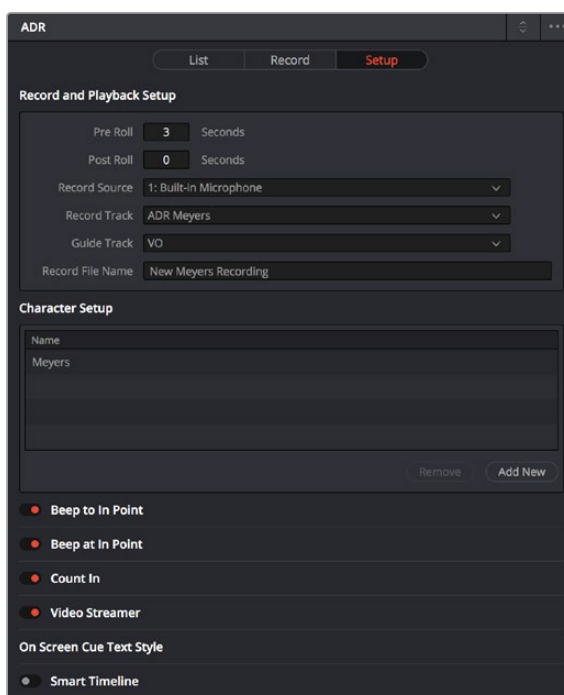 ADR
List Record Setup
Record and Playback Setup
Pre Roll 3 Seconds
Post Roll 0 Seconds
Record Source 1: Built-in Microphone
Record Track ADR Meyers
Guide Track VO
Record File Name New Meyers Recording
Character Setup
Name
Meyers
Remove Add New
Beep to In Point
Beep at In Point
Count In
Video Streamer
On Screen Cue Text Style
Smart Timeline